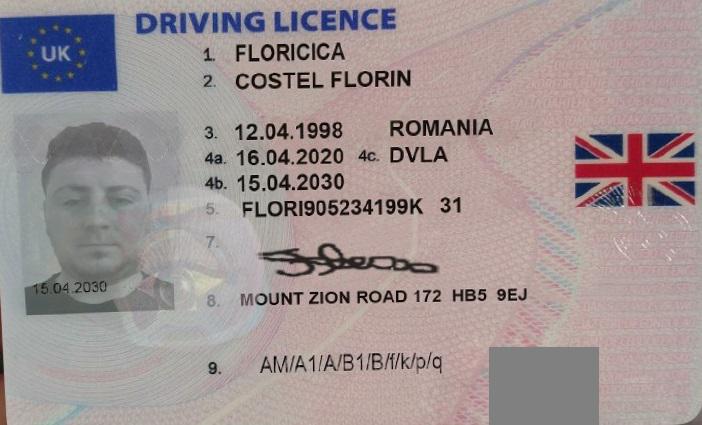 DRIVING LICENCE
UK
1. FLORICICA
2. COSTEL FLORIN
3. 12.04.1998 ROMANIA
4a. 16.04.2020 4c. DVLA
4b. 15.04.2030
5. FLORI905234199K 31
7.
15.04.2030
8. MOUNT ZION ROAD 172 HB5 9EJ
9. AM/A1/A/B1/B/f/k/p/q